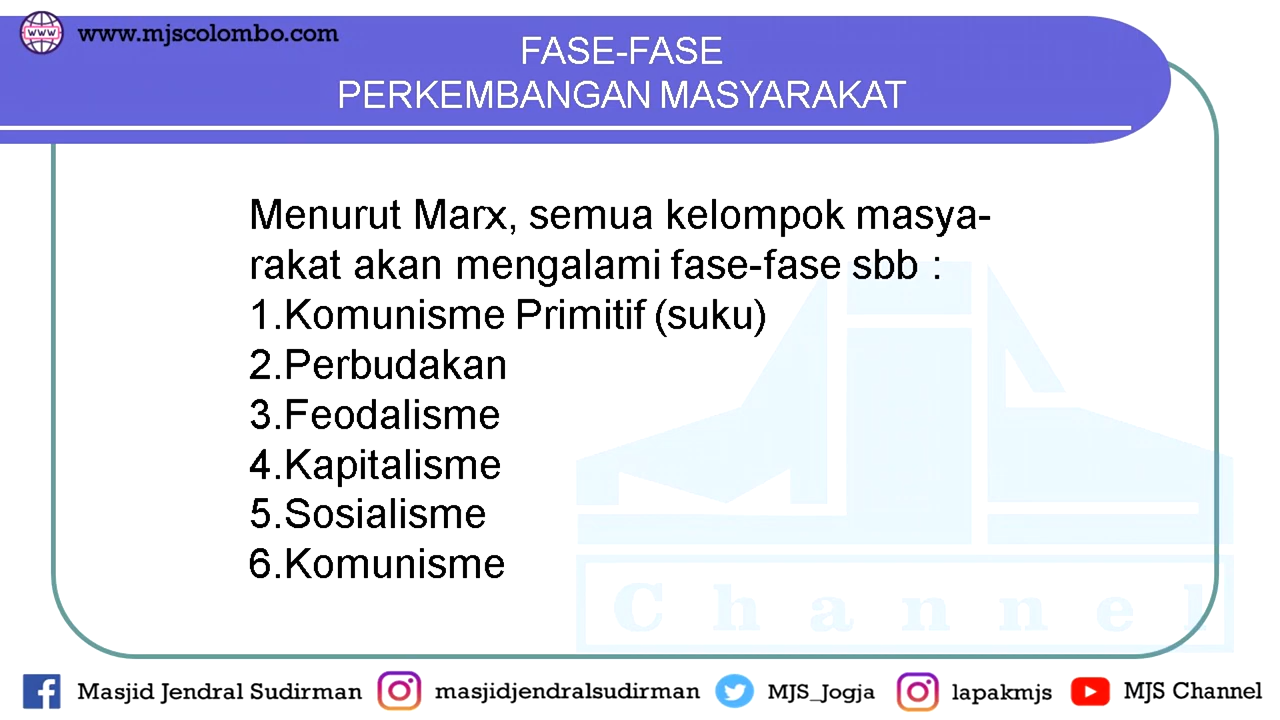 www.mjscolombo.com
FASE-FASE
PERKEMBANGAN MASYARAKAT
Menurut Marx, semua kelompok masya-
rakat akan mengalami fase-fase sbb :
1.Komunisme Primitif (suku)
2.Perbudakan
3.Feodalisme
4.Kapitalisme
5.Sosialisme
6.Komunisme
Channel
Masjid Jendral Sudirman masjidjendralsudirman MJS_Jogja lapakmjs MJS Channel